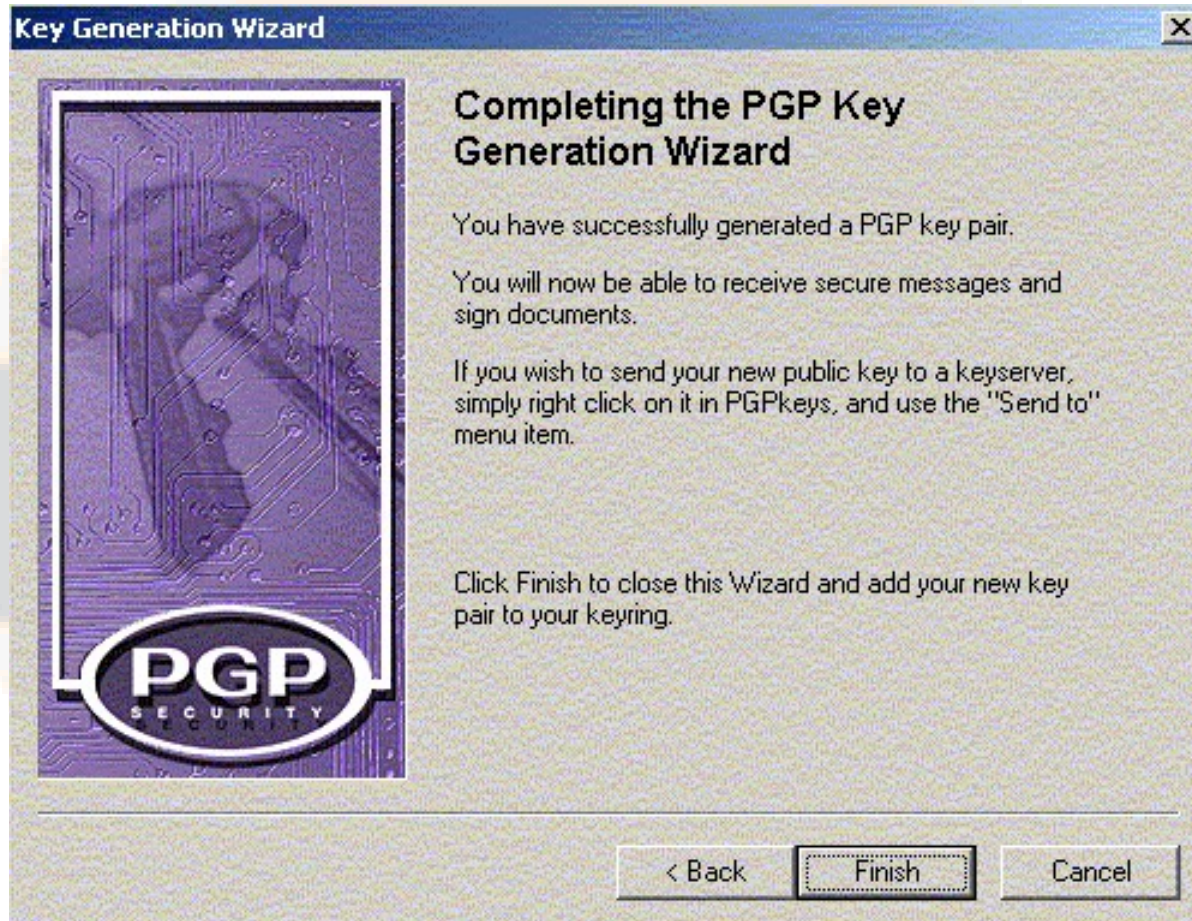 Key Generation Wizard
Completing the PGP Key
Generation Wizard
You have successfully generated a PGP key pair.
You will now be able to receive secure messages and
sign documents.
If you wish to send your new public key to a keyserver,
simply right click on it in PGPkeys, and use the "Send to"
menu item.
Click Finish to close this Wizard and add your new key
pair to your keyring.
PGP
SECURITY
< Back
Finish
Cancel